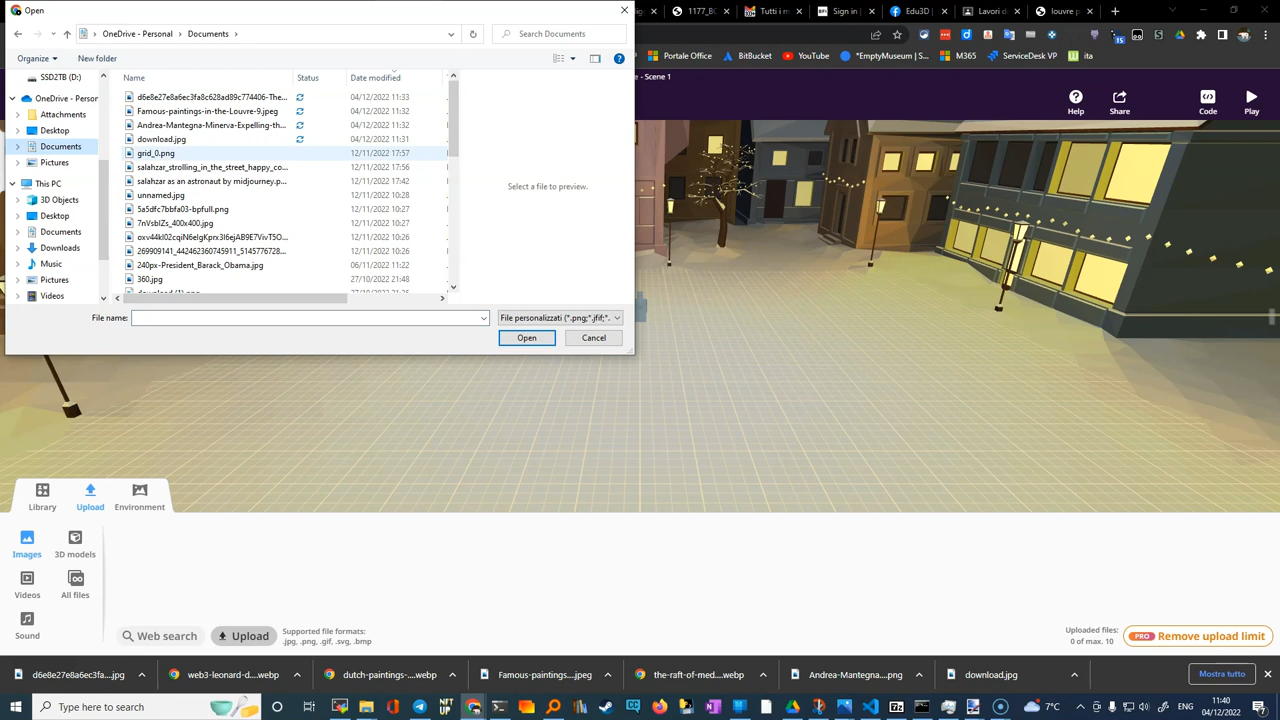 Open
OneDrive - Personal > Documents >
Search Documents
Organize
New folder
SSD2TB (D:)
OneDrive - Person
Attachments
Desktop
Documents
Pictures
This PC
3D Objects
Desktop
Documents
Downloads
Music
Pictures
Videos
Name Status Date modified
d6e8e27e8a6ec3fa8c628ad89c774406-The... 04/12/2022 11:33
Famous-paintings-in-the-Louvre-9.jpeg 04/12/2022 11:32
Andrea-Mantegna-Minerva-Expelling-th... 04/12/2022 11:32
download.jpg 04/12/2022 11:31
grid_0.png 12/11/2022 17:57
salahzar_strolling_in_the_street_happy_co... 12/11/2022 17:56
salahzar as an astronaut by midjourney.p... 12/11/2022 17:42
unnamed.jpg 12/11/2022 10:28
5a5dfc7bbfa03-bpfull.png 12/11/2022 10:27
7nVsbIZs_400x400.jpg 12/11/2022 10:27
12/11/2022 10:26
269909141_442462360745911_5145776728... 12/11/2022 10:26
240px-President_Barack_Obama.jpg 06/11/2022 11:22
360.jpg 27/10/2022 21:48
Select a file to preview.
File name:
File personalizzati (*.png;*.jfif;*.
Open
Cancel
1177_BC
Tutti i m
Sign in |
Edu3D
Lavori d
louvre p
Portale Office
BitBucket
YouTube
*EmptyMuseum | S...
M365
ServiceDesk VP
ita
- Scene 1
Help
Share
Code
Play
Library
Upload
Environment
Images
3D models
Videos
All files
Sound
Web search
Upload
Supported file formats:
.jpg, .png, .gif, .svg, .bmp
Uploaded files:
0 of max. 10
PRO Remove upload limit
d6e8e27e8a6ec3fa....jpg
web3-leonard-d....webp
dutch-paintings-....webp
Famous-paintings....jpeg
the-raft-of-med....webp
Andrea-Mantegna....png
download.jpg
Mostra tutto
Type here to search
7°C
11:40
04/12/2022